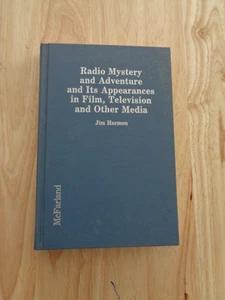 Radio Mystery
and Adventure
and Its Appearances
in Film, Television
and Other Media
Jim Harmon
McFarland